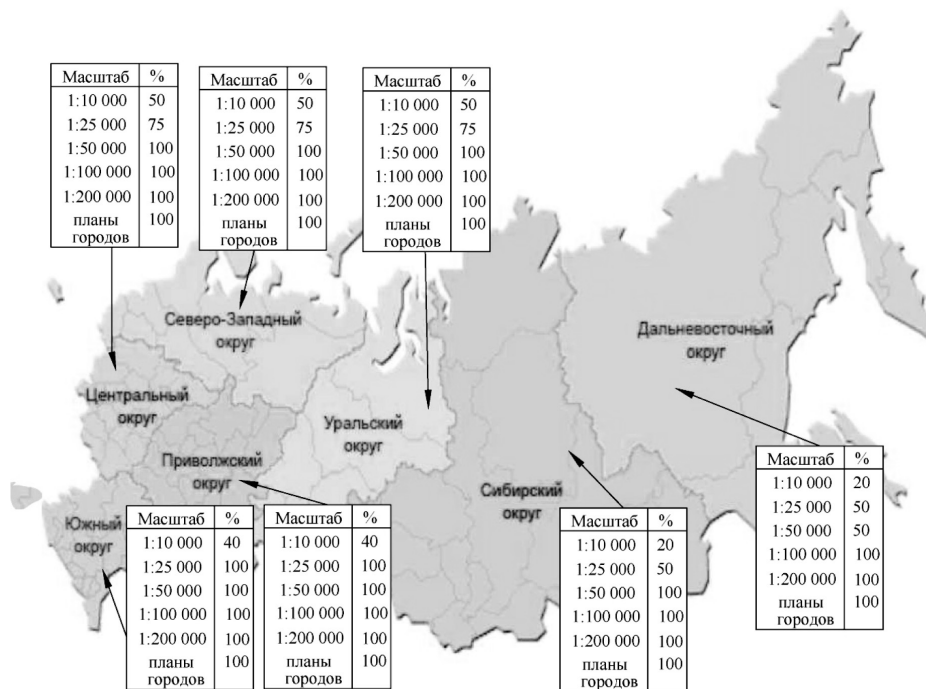 Масштаб %
1:10 000 50
1:25 000 75
1:50 000 100
1:100 000 100
1:200 000 100
планы 100
городов
Масштаб %
1:10 000 50
1:25 000 75
1:50 000 100
1:100 000 100
1:200 000 100
планы 100
городов
Масштаб %
1:10 000 50
1:25 000 75
1:50 000 100
1:100 000 100
1:200 000 100
планы 100
городов
Северо-Западный
округ
Дальневосточный
округ
Центральный
округ
Уральский
округ
Приволжский
округ
Сибирский
округ
Южный
округ
Масштаб %
1:10 000 40
1:25 000 100
1:50 000 100
1:100 000 100
1:200 000 100
планы 100
городов
Масштаб %
1:10 000 40
1:25 000 100
1:50 000 100
1:100 000 100
1:200 000 100
планы 100
городов
Масштаб %
1:10 000 20
1:25 000 50
1:50 000 100
1:100 000 100
1:200 000 100
планы 100
городов
Масштаб %
1:10 000 20
1:25 000 50
1:50 000 50
1:100 000 100
1:200 000 100
планы 100
городов